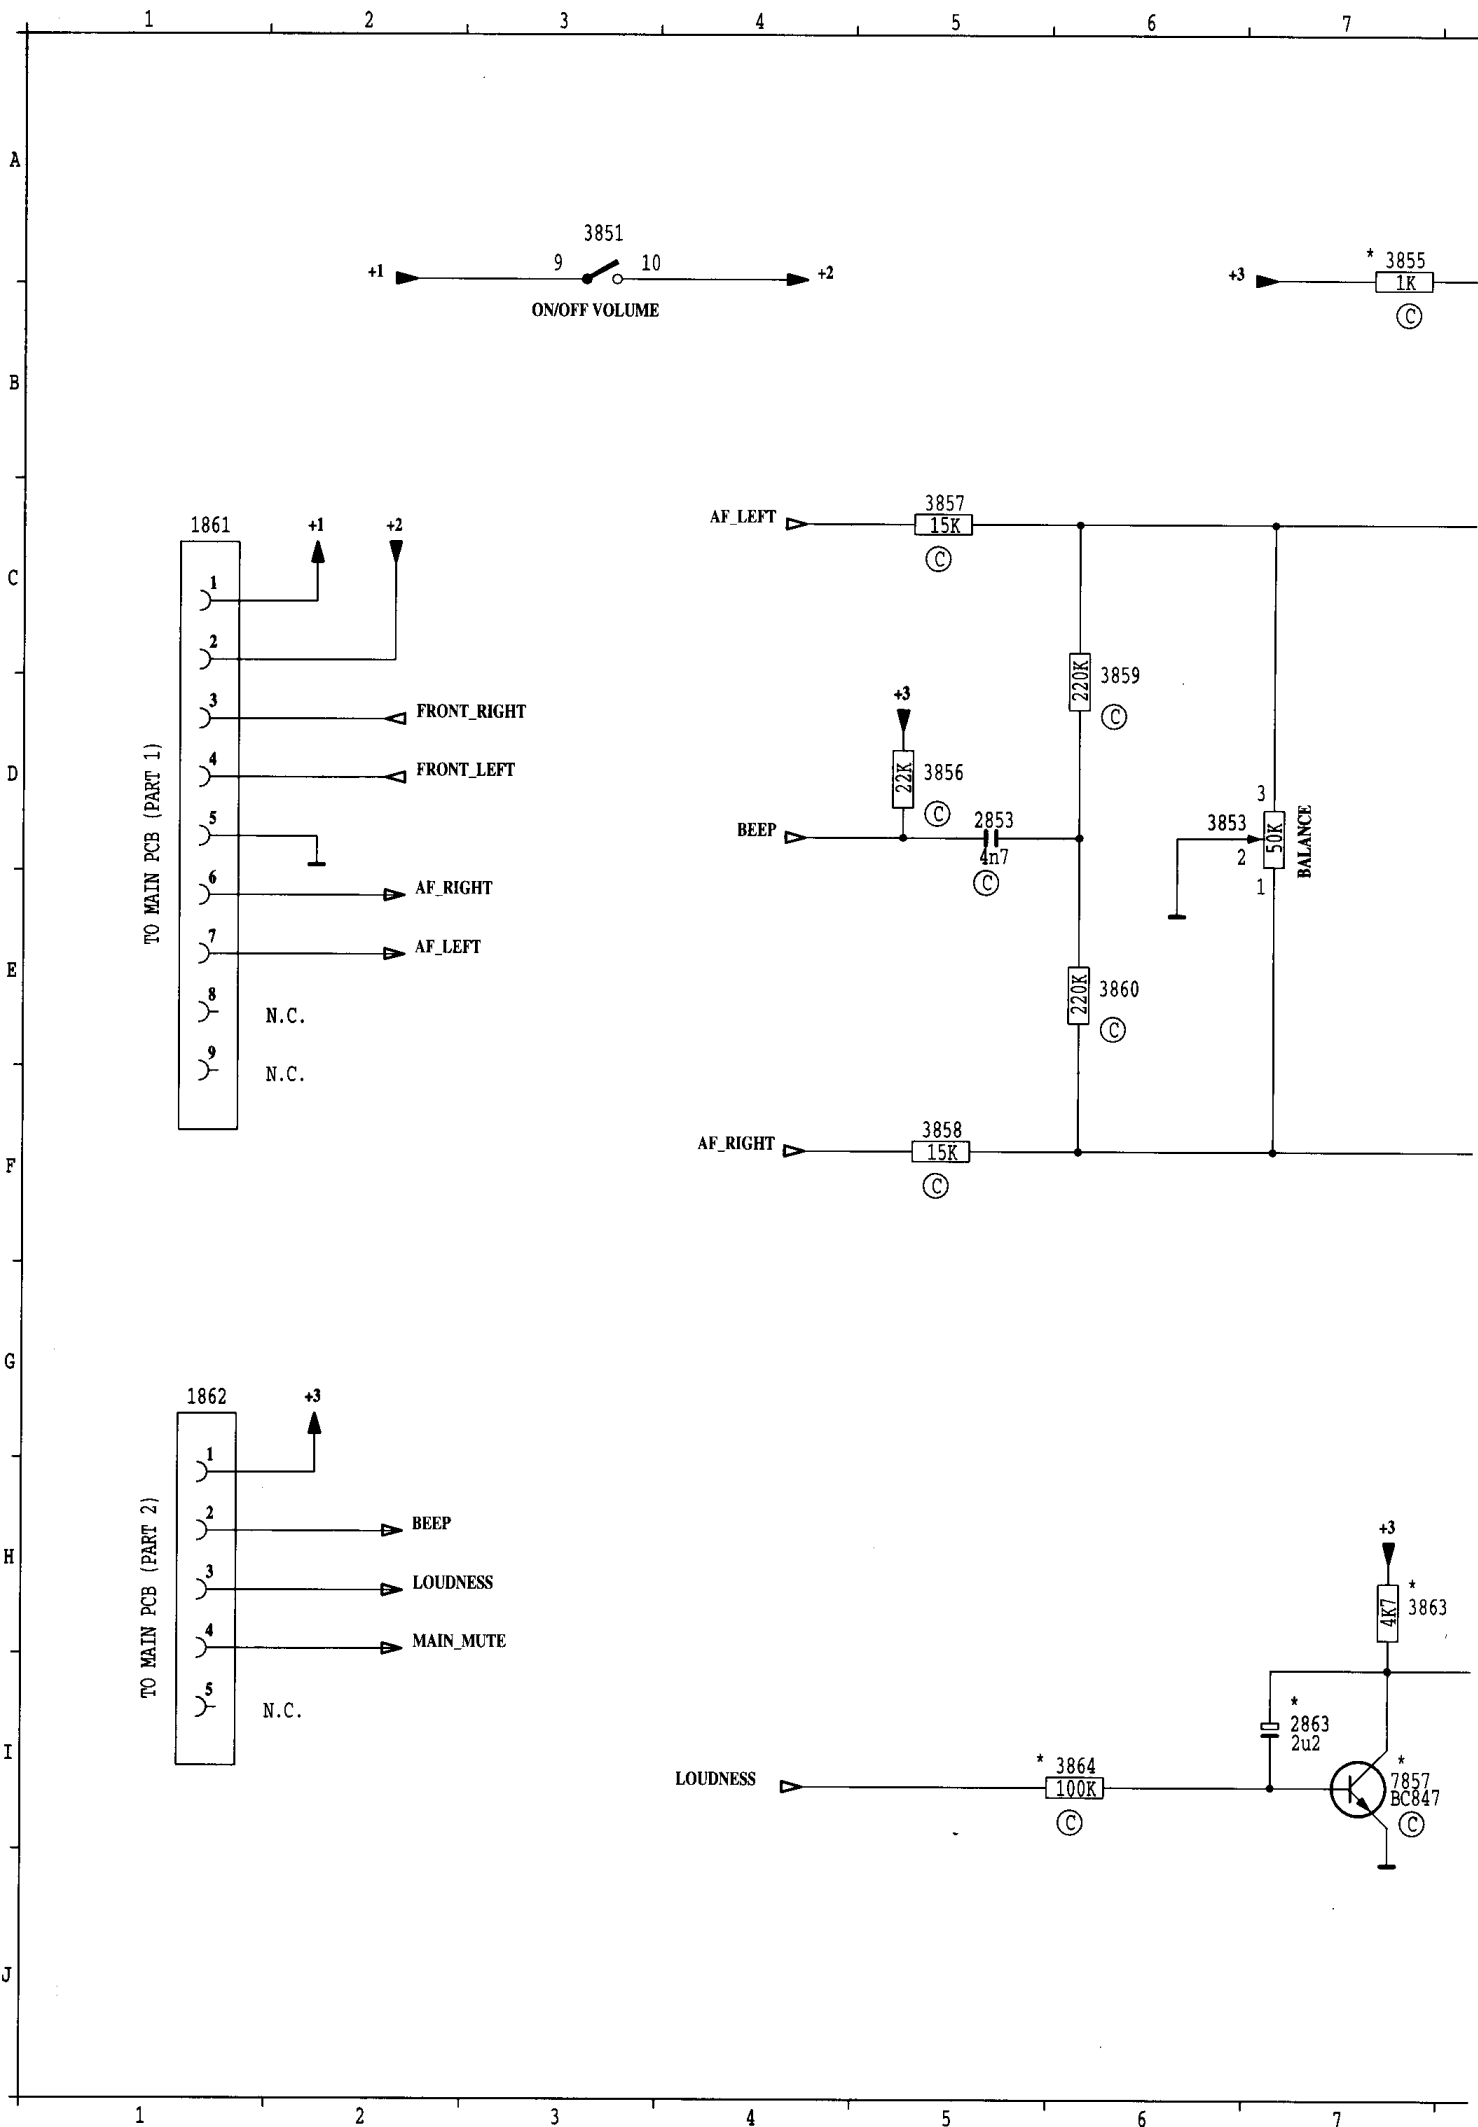 1 2 3 4 5 6 7
A
3851
+1 9 10 +2
ON/OFF VOLUME
* 3855
+3 1K
C
B
1861 +1 +2
AF_LEFT 3857
15K
C
C
1
2
3 FRONT_RIGHT
4 FRONT_LEFT
5
6 AF_RIGHT
7 AF_LEFT
8 N.C.
9 N.C.
TO MAIN PCB (PART 1)
D
+3
22K 3856
C
BEEP 2853
4n7
C
220K 3859
C
3
3853 50K
2
1
BALANCE
E
220K 3860
C
AF_RIGHT 3858
15K
C
F
G
1862 +3
1
2 BEEP
3 LOUDNESS
4 MAIN_MUTE
5 N.C.
TO MAIN PCB (PART 2)
H
+3
4K7 *
3863
*
2863
2u2
I
LOUDNESS * 3864
100K
C
*
7857
BC847
C
J
1 2 3 4 5 6 7